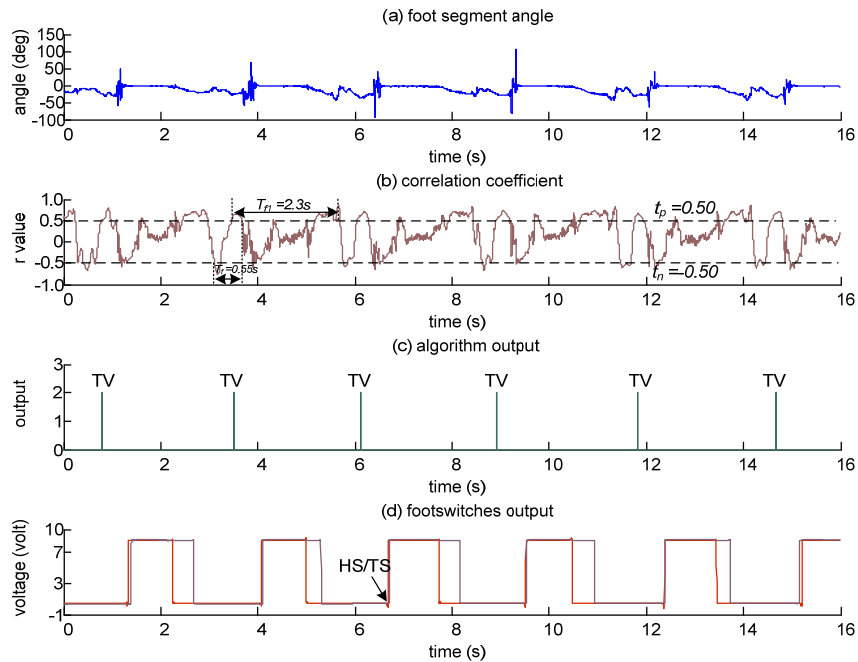 (a) foot segment angle
angle (deg)
150
100
50
0
-50
-100
0 2 4 6 8 10 12 14 16
time (s)
(b) correlation coefficient
r value
1.0
0.5
0
-0.5
-1.0
T_f1 =2.3s
t_p =0.50
T_r =0.55s
t_n =-0.50
0 2 4 6 8 10 12 14 16
time (s)
(c) algorithm output
output
3
2
1
0
TV TV TV TV TV TV
0 2 4 6 8 10 12 14 16
time (s)
(d) footswitches output
voltage (volt)
10
7
3
-1
HS/TS
0 2 4 6 8 10 12 14 16
time (s)